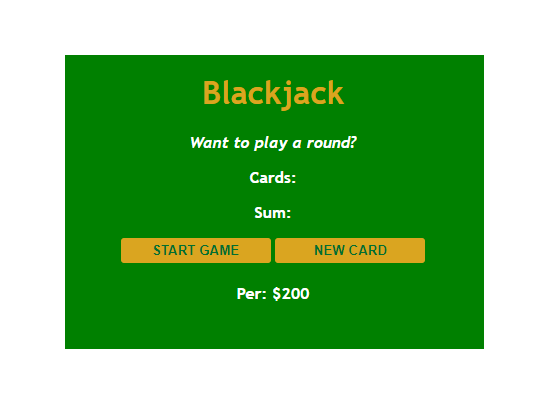 Blackjack
Want to play a round?
Cards:
Sum:
START GAME NEW CARD
Per: $200